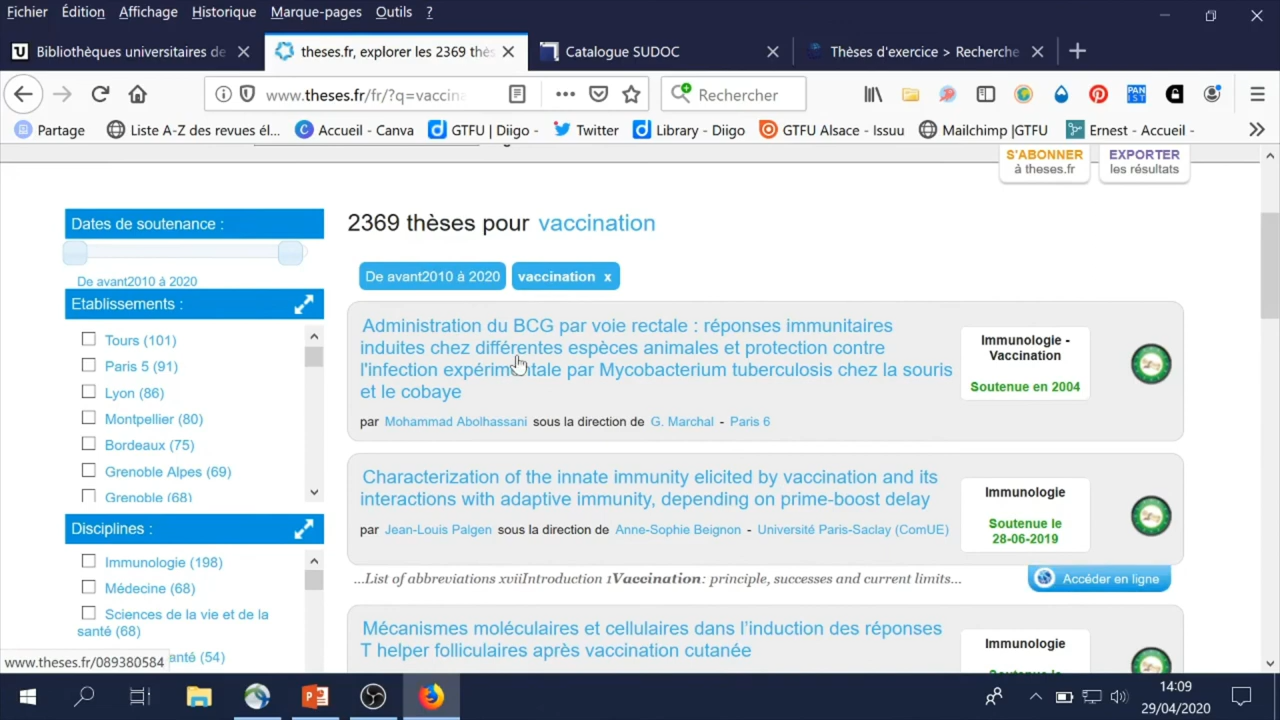 Fichier Édition Affichage Historique Marque-pages Outils ?
Bibliothèques universitaires de
theses.fr, explorer les 2369 thès
Catalogue SUDOC
Thèses d'exercice > Recherche
www.theses.fr/fr/?q=vaccina
Rechercher
Partage
Liste A-Z des revues él...
Accueil - Canva
GTFU | Diigo -
Twitter
Library - Diigo
GTFU Alsace - Issuu
Mailchimp |GTFU
Ernest - Accueil -
S'ABONNER
à theses.fr
EXPORTER
les résultats
Dates de soutenance :
De avant2010 à 2020
Etablissements :
Tours (101)
Paris 5 (91)
Lyon (86)
Montpellier (80)
Bordeaux (75)
Grenoble Alpes (69)
Grenoble (68)
Disciplines :
Immunologie (198)
Médecine (68)
Sciences de la vie et de la
santé (68)
anté (54)
www.theses.fr/089380584
2369 thèses pour vaccination
De avant2010 à 2020
vaccination x
Administration du BCG par voie rectale : réponses immunitaires
induites chez différentes espèces animales et protection contre
l'infection expérimentale par Mycobacterium tuberculosis chez la souris
et le cobaye
par Mohammad Abolhassani sous la direction de G. Marchal - Paris 6
Immunologie -
Vaccination
Soutenue en 2004
Characterization of the innate immunity elicited by vaccination and its
interactions with adaptive immunity, depending on prime-boost delay
par Jean-Louis Palgen sous la direction de Anne-Sophie Beignon - Université Paris-Saclay (ComUE)
Immunologie
Soutenue le
28-06-2019
...List of abbreviations xviiIntroduction 1Vaccination: principle, successes and current limits...
Accéder en ligne
Mécanismes moléculaires et cellulaires dans l'induction des réponses
T helper folliculaires après vaccination cutanée
Immunologie
14:09
29/04/2020